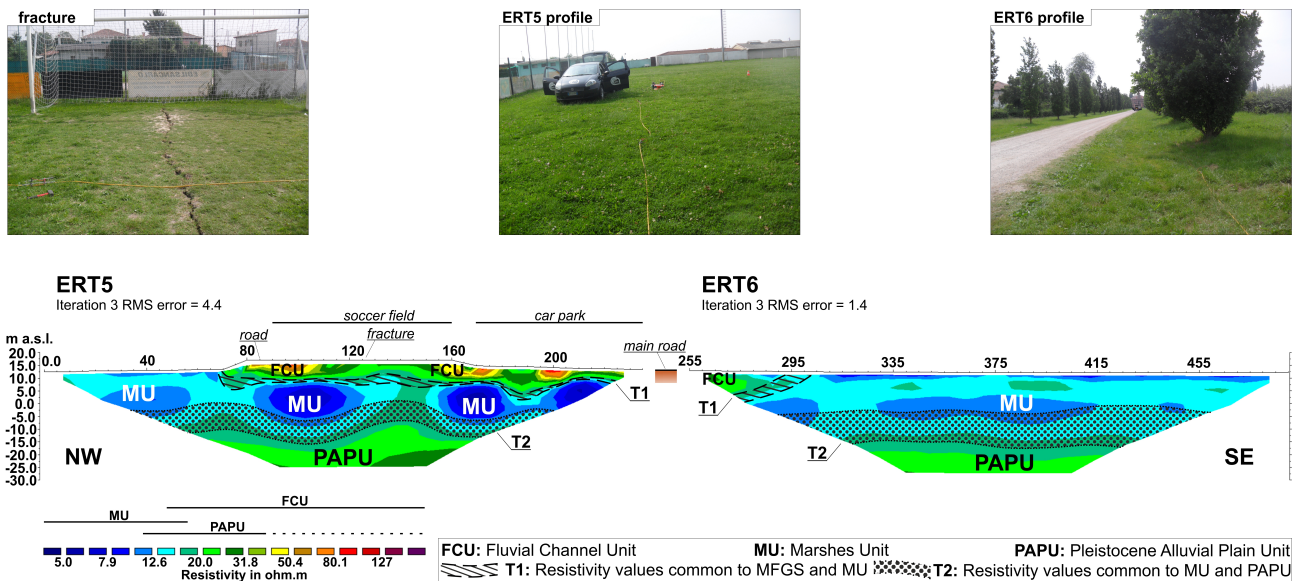 fracture
ERT5 profile
ERT6 profile
ERT5
Iteration 3 RMS error = 4.4
ERT6
Iteration 3 RMS error = 1.4
soccer field
car park
road
fracture
main road
m a.s.l.
0.0 40 80 120 160 200 255 295 335 375 415 455
20.0
15.0
10.0
5.0
0.0
-5.0
-10.0
-15.0
-20.0
-25.0
-30.0
FCU FCU
MU MU MU
T1
T2
NW
PAPU
FCU
T1
MU
T2
PAPU
SE
FCU
MU
PAPU
5.0 7.9 12.6 20.0 31.8 50.4 80.1 127
Resistivity in ohm.m
FCU: Fluvial Channel Unit MU: Marshes Unit PAPU: Pleistocene Alluvial Plain Unit
T1: Resistivity values common to MFGS and MU T2: Resistivity values common to MU and PAPU